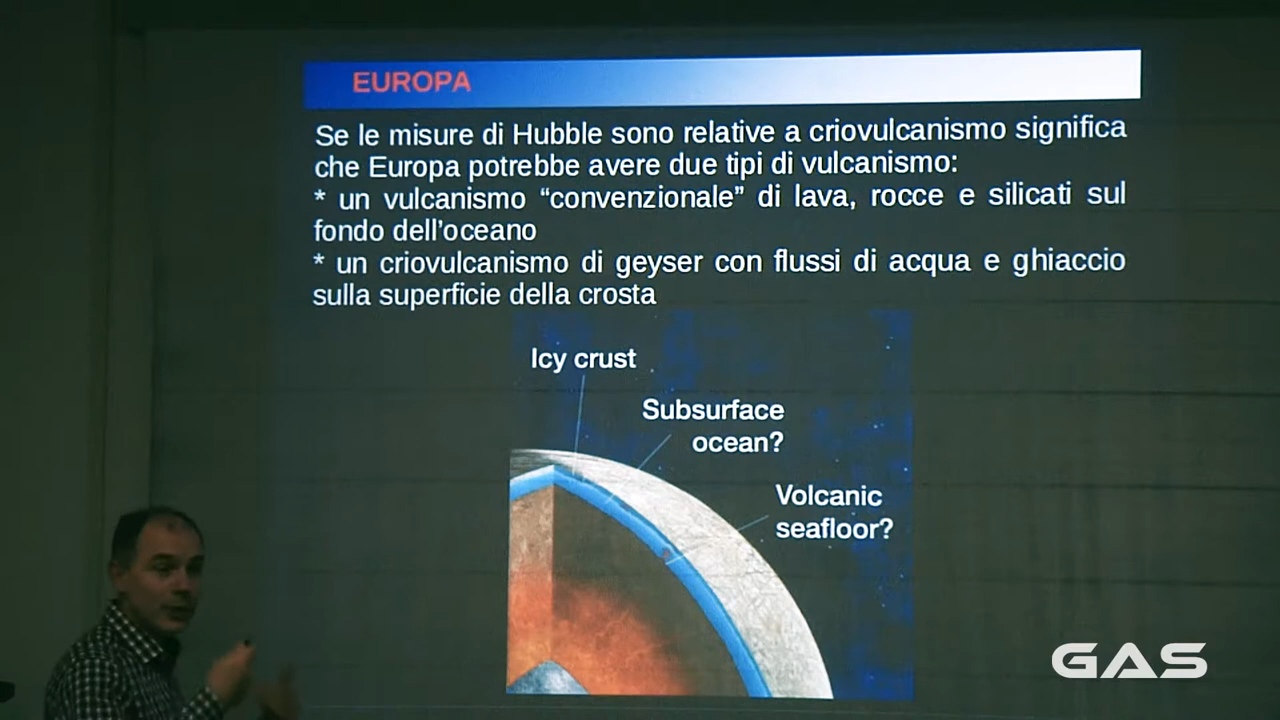 EUROPA
Se le misure di Hubble sono relative a criovulcanismo significa
che Europa potrebbe avere due tipi di vulcanismo:
* un vulcanismo “convenzionale” di lava, rocce e silicati sul
fondo dell’oceano
* un criovulcanismo di geyser con flussi di acqua e ghiaccio
sulla superficie della crosta
Icy crust
Subsurface
ocean?
Volcanic
seafloor?
GAS